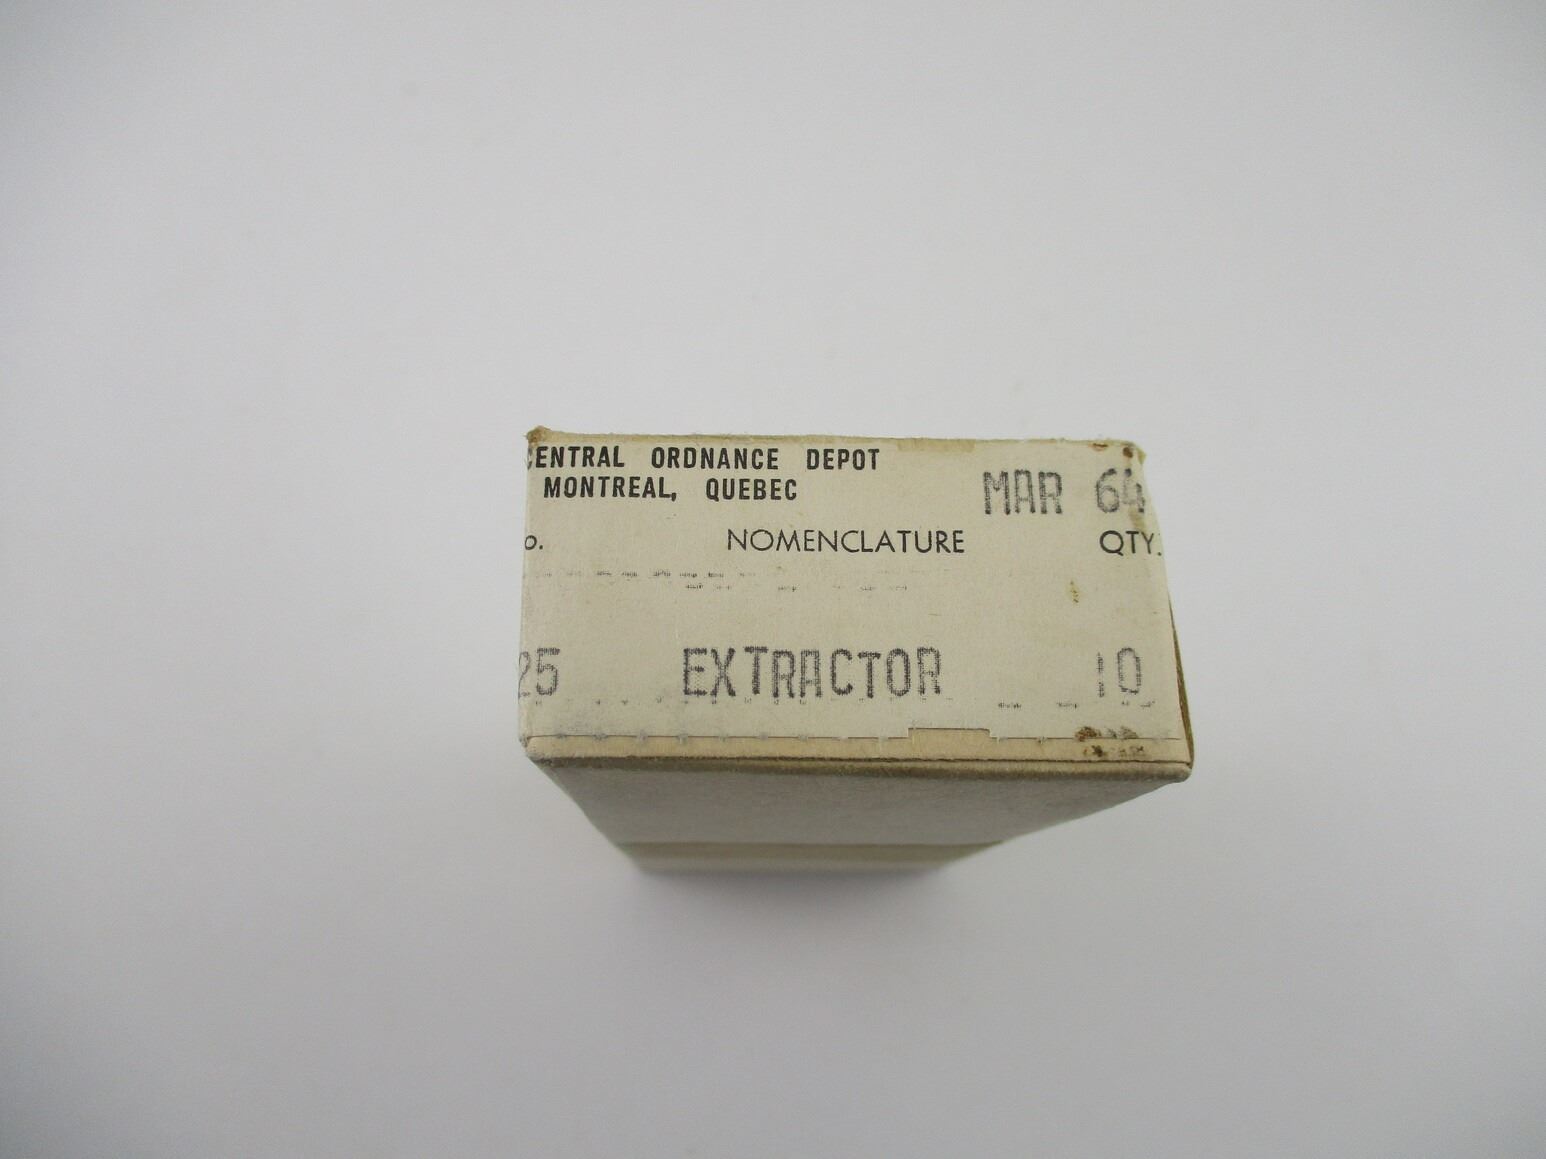 CENTRAL ORDNANCE DEPOT
MONTREAL, QUEBEC
MAR 64
o. NOMENCLATURE QTY.
25 EXTRACTOR 10